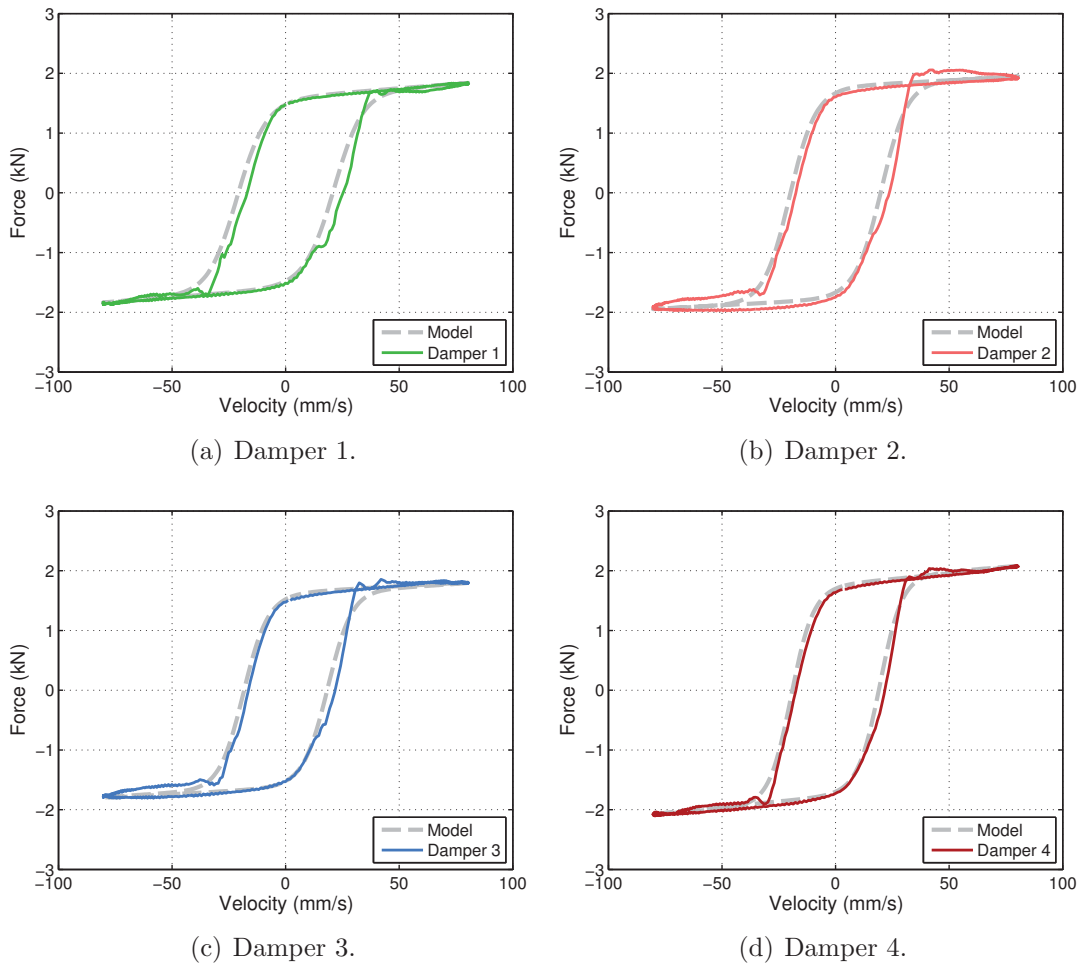 3
2
1
0
−1
−2
−3
Force (kN)
−100
−50
0
50
100
Velocity (mm/s)
Model
Damper 1
(a) Damper 1.
3
2
1
0
−1
−2
−3
Force (kN)
−100
−50
0
50
100
Velocity (mm/s)
Model
Damper 2
(b) Damper 2.
3
2
1
0
−1
−2
−3
Force (kN)
−100
−50
0
50
100
Velocity (mm/s)
Model
Damper 3
(c) Damper 3.
3
2
1
0
−1
−2
−3
Force (kN)
−100
−50
0
50
100
Velocity (mm/s)
Model
Damper 4
(d) Damper 4.